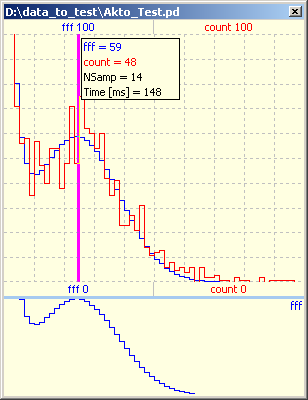 D:\data_to_test\Akto_Test.pd
fff 100 count 100
fff = 59
count = 48
NSamp = 14
Time [ms] = 148
fff 0 count 0
fff